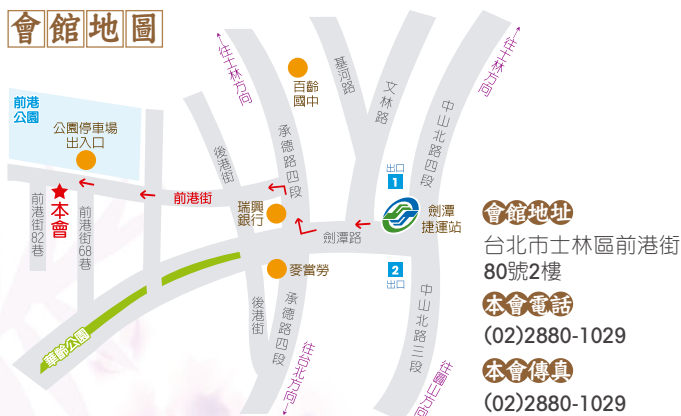 會館地圖
前港
公園
公園停車場
出入口
前港街82巷
本會
前港街68巷
前港街
後港街
瑞興
銀行
←往士林方向
百齡
國中
承德路四段
基河路
文林路
中山北路四段
←往士林方向
出口
1
劍潭
捷運站
劍潭路
2
出口
麥當勞
後港街
承德路四段
往台北方向→
中山北路三段
往圓山方向
華齡公園
會館地址
台北市士林區前港街
80號2樓
本會電話
(02)2880-1029
本會傳真
(02)2880-1029